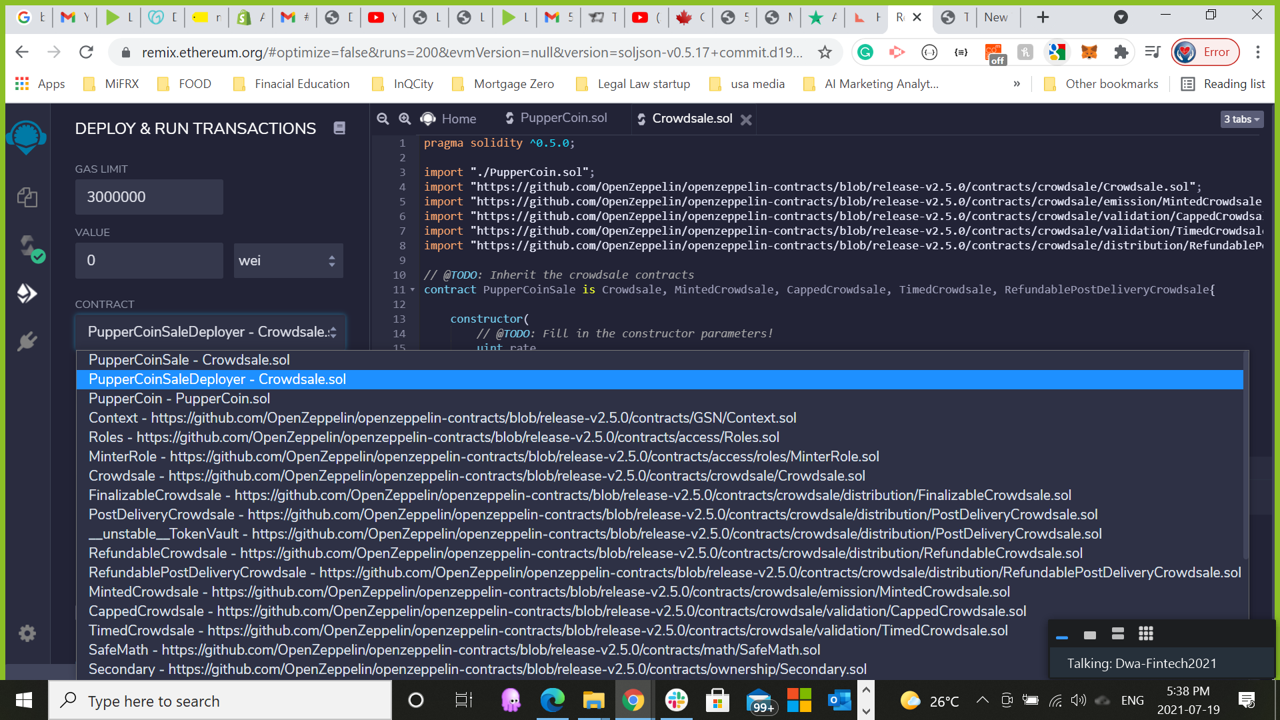 G
Y
L
D
n
A
#
D
Y
L
L
L
5
T
(
C
5
M
A
H
R
T
New
remix.ethereum.org/#optimize=false&runs=200&evmVersion=null&version=soljson-v0.5.17+commit.d19...
off
Error
Apps
MiFRX
FOOD
Finacial Education
InQCity
Mortgage Zero
Legal Law startup
usa media
AI Marketing Analyt...
»
Other bookmarks
Reading list
DEPLOY & RUN TRANSACTIONS
Home
PupperCoin.sol
Crowdsale.sol
3 tabs
GAS LIMIT
3000000
VALUE
0
wei
CONTRACT
PupperCoinSaleDeployer - Crowdsale.
1 pragma solidity ^0.5.0;
2
3 import "./PupperCoin.sol";
4 import "https://github.com/OpenZeppelin/openzeppelin-contracts/blob/release-v2.5.0/contracts/crowdsale/Crowdsale.sol";
5 import "https://github.com/OpenZeppelin/openzeppelin-contracts/blob/release-v2.5.0/contracts/crowdsale/emission/MintedCrowdsale
6 import "https://github.com/OpenZeppelin/openzeppelin-contracts/blob/release-v2.5.0/contracts/crowdsale/validation/CappedCrowdsa
7 import "https://github.com/OpenZeppelin/openzeppelin-contracts/blob/release-v2.5.0/contracts/crowdsale/validation/TimedCrowdsa
8 import "https://github.com/OpenZeppelin/openzeppelin-contracts/blob/release-v2.5.0/contracts/crowdsale/distribution/RefundableP
9
10 // @TODO: Inherit the crowdsale contracts
11 contract PupperCoinSale is Crowdsale, MintedCrowdsale, CappedCrowdsale, TimedCrowdsale, RefundablePostDeliveryCrowdsale{
12
13 constructor(
14 // @TODO: Fill in the constructor parameters!
15 uint rate
PupperCoinSale - Crowdsale.sol
PupperCoinSaleDeployer - Crowdsale.sol
PupperCoin - PupperCoin.sol
Context - https://github.com/OpenZeppelin/openzeppelin-contracts/blob/release-v2.5.0/contracts/GSN/Context.sol
Roles - https://github.com/OpenZeppelin/openzeppelin-contracts/blob/release-v2.5.0/contracts/access/Roles.sol
MinterRole - https://github.com/OpenZeppelin/openzeppelin-contracts/blob/release-v2.5.0/contracts/access/roles/MinterRole.sol
Crowdsale - https://github.com/OpenZeppelin/openzeppelin-contracts/blob/release-v2.5.0/contracts/crowdsale/Crowdsale.sol
FinalizableCrowdsale - https://github.com/OpenZeppelin/openzeppelin-contracts/blob/release-v2.5.0/contracts/crowdsale/distribution/FinalizableCrowdsale.sol
PostDeliveryCrowdsale - https://github.com/OpenZeppelin/openzeppelin-contracts/blob/release-v2.5.0/contracts/crowdsale/distribution/PostDeliveryCrowdsale.sol
__unstable__TokenVault - https://github.com/OpenZeppelin/openzeppelin-contracts/blob/release-v2.5.0/contracts/crowdsale/distribution/PostDeliveryCrowdsale.sol
RefundableCrowdsale - https://github.com/OpenZeppelin/openzeppelin-contracts/blob/release-v2.5.0/contracts/crowdsale/distribution/RefundableCrowdsale.sol
RefundablePostDeliveryCrowdsale - https://github.com/OpenZeppelin/openzeppelin-contracts/blob/release-v2.5.0/contracts/crowdsale/distribution/RefundablePostDeliveryCrowdsale.sol
MintedCrowdsale - https://github.com/OpenZeppelin/openzeppelin-contracts/blob/release-v2.5.0/contracts/crowdsale/emission/MintedCrowdsale.sol
CappedCrowdsale - https://github.com/OpenZeppelin/openzeppelin-contracts/blob/release-v2.5.0/contracts/crowdsale/validation/CappedCrowdsale.sol
TimedCrowdsale - https://github.com/OpenZeppelin/openzeppelin-contracts/blob/release-v2.5.0/contracts/crowdsale/validation/TimedCrowdsale.sol
SafeMath - https://github.com/OpenZeppelin/openzeppelin-contracts/blob/release-v2.5.0/contracts/math/SafeMath.sol
Secondary - https://github.com/OpenZeppelin/openzeppelin-contracts/blob/release-v2.5.0/contracts/ownership/Secondary.sol
Talking: Dwa-Fintech2021
Type here to search
99+
26°C
ENG
5:38 PM
2021-07-19